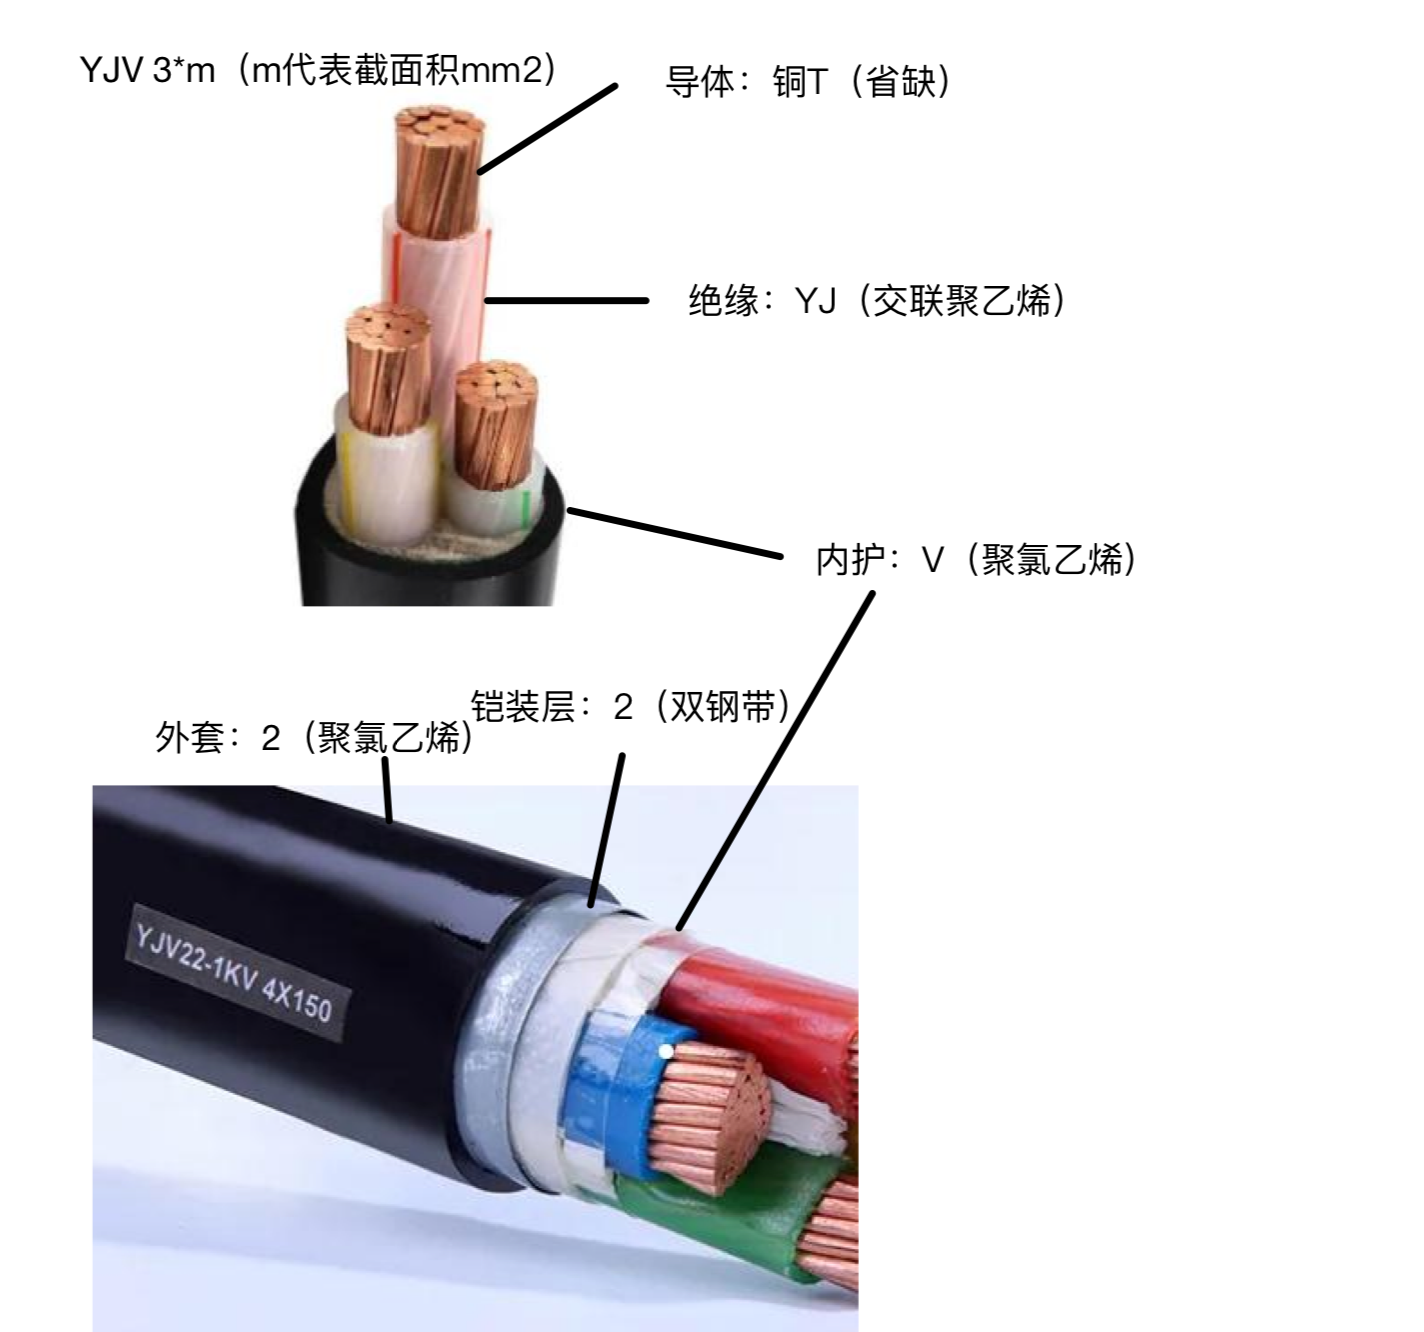 YJV 3*m（m代表截面积mm2）
导体：铜T（省缺）
绝缘：YJ（交联聚乙烯）
内护：V（聚氯乙烯）
铠装层：2（双钢带）
外套：2（聚氯乙烯）
YJV22-1KV 4X150